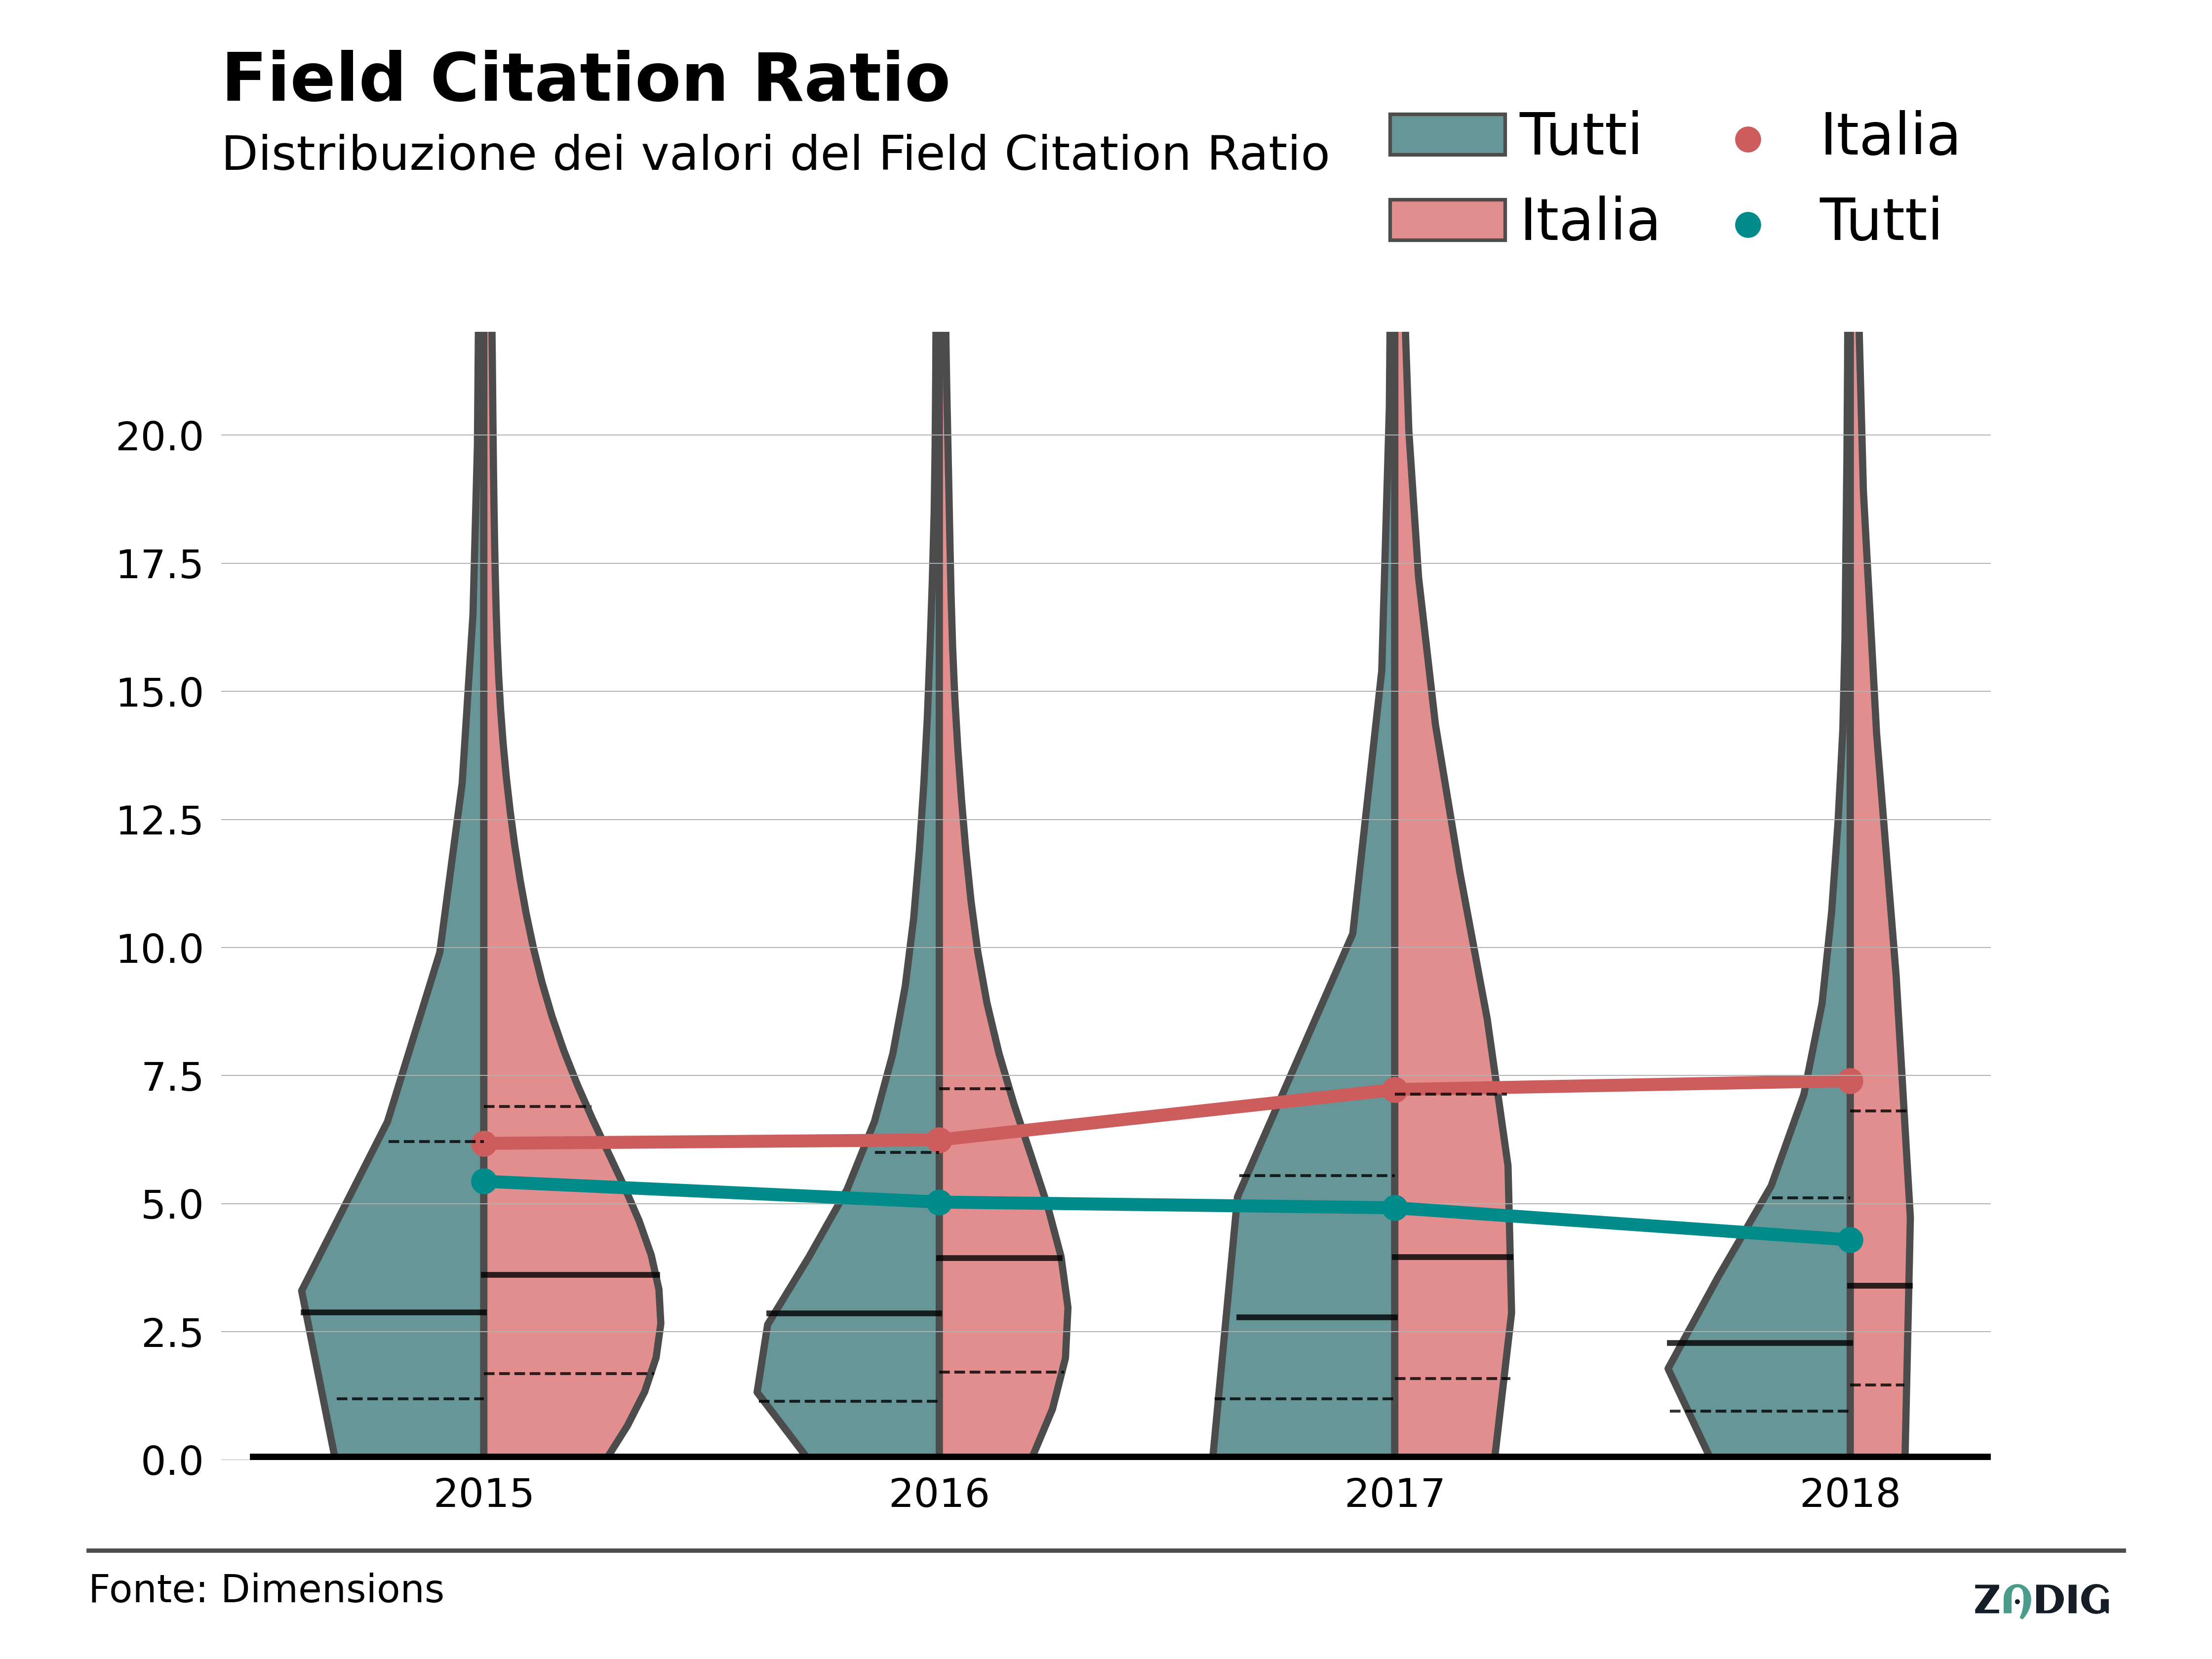 Field Citation Ratio
Distribuzione dei valori del Field Citation Ratio
Tutti
Italia
Italia
Tutti
20.0
17.5
15.0
12.5
10.0
7.5
5.0
2.5
0.0
2015 2016 2017 2018
Fonte: Dimensions
ZADIG